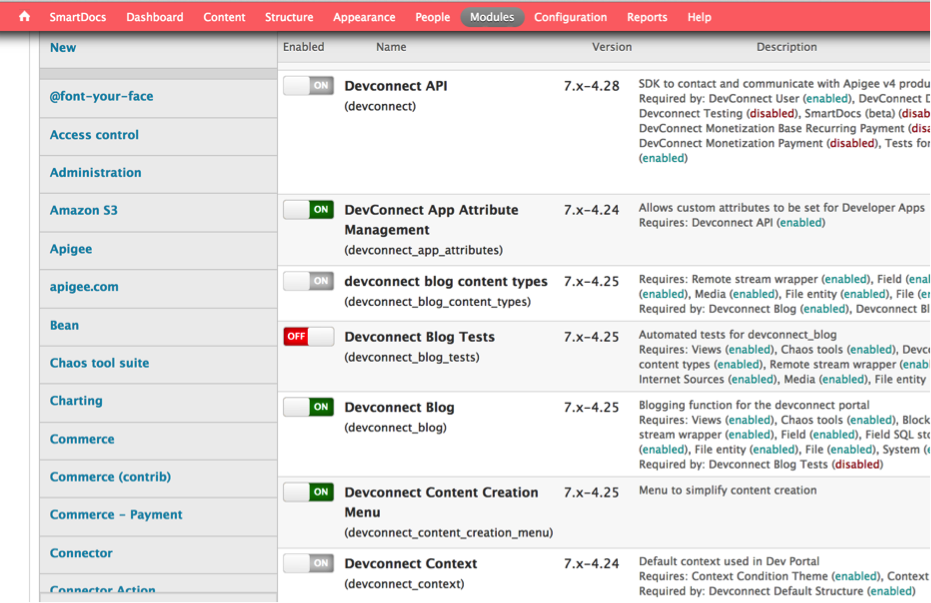 SmartDocs Dashboard Content Structure Appearance People Modules Configuration Reports Help
New
@font-your-face
Access control
Administration
Amazon S3
Apigee
apigee.com
Bean
Chaos tool suite
Charting
Commerce
Commerce (contrib)
Commerce - Payment
Connector
Connector Action
Enabled Name Version Description
ON Devconnect API 7.x-4.28
(devconnect)
SDK to contact and communicate with Apigee v4 produ
Required by: DevConnect User (enabled), DevConnect D
Devconnect Testing (disabled), SmartDocs (beta) (disab
DevConnect Monetization Base Recurring Payment (disa
DevConnect Monetization Payment (disabled), Tests for
(enabled)
ON DevConnect App Attribute 7.x-4.24
Management
(devconnect_app_attributes)
Allows custom attributes to be set for Developer Apps
Requires: Devconnect API (enabled)
ON devconnect blog content types 7.x-4.25
(devconnect_blog_content_types)
Requires: Remote stream wrapper (enabled), Field (enal
(enabled), Media (enabled), File entity (enabled), File (en
Required by: Devconnect Blog (enabled), Devconnect Bl
OFF Devconnect Blog Tests 7.x-4.25
(devconnect_blog_tests)
Automated tests for devconnect_blog
Requires: Views (enabled), Chaos tools (enabled), Devco
content types (enabled), Remote stream wrapper (enab
Internet Sources (enabled), Media (enabled), File entity
ON Devconnect Blog 7.x-4.25
(devconnect_blog)
Blogging function for the devconnect portal
Requires: Views (enabled), Chaos tools (enabled), Block
stream wrapper (enabled), Field (enabled), Field SQL sto
(enabled), File entity (enabled), File (enabled), System (e
Required by: Devconnect Blog Tests (disabled)
ON Devconnect Content Creation 7.x-4.25
Menu
(devconnect_content_creation_menu)
Menu to simplify content creation
ON Devconnect Context 7.x-4.24
(devconnect_context)
Default context used in Dev Portal
Requires: Context Condition Theme (enabled), Context
Required by: Devconnect Default Structure (enabled)